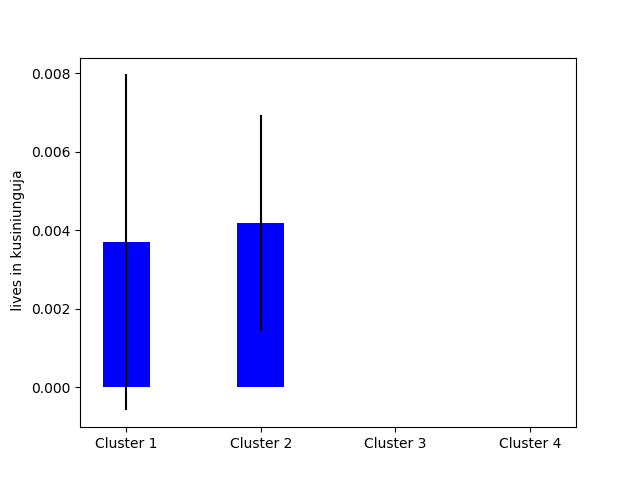 0.008
0.006
0.004
0.002
0.000
lives in kusiniunguja
Cluster 1
Cluster 2
Cluster 3
Cluster 4